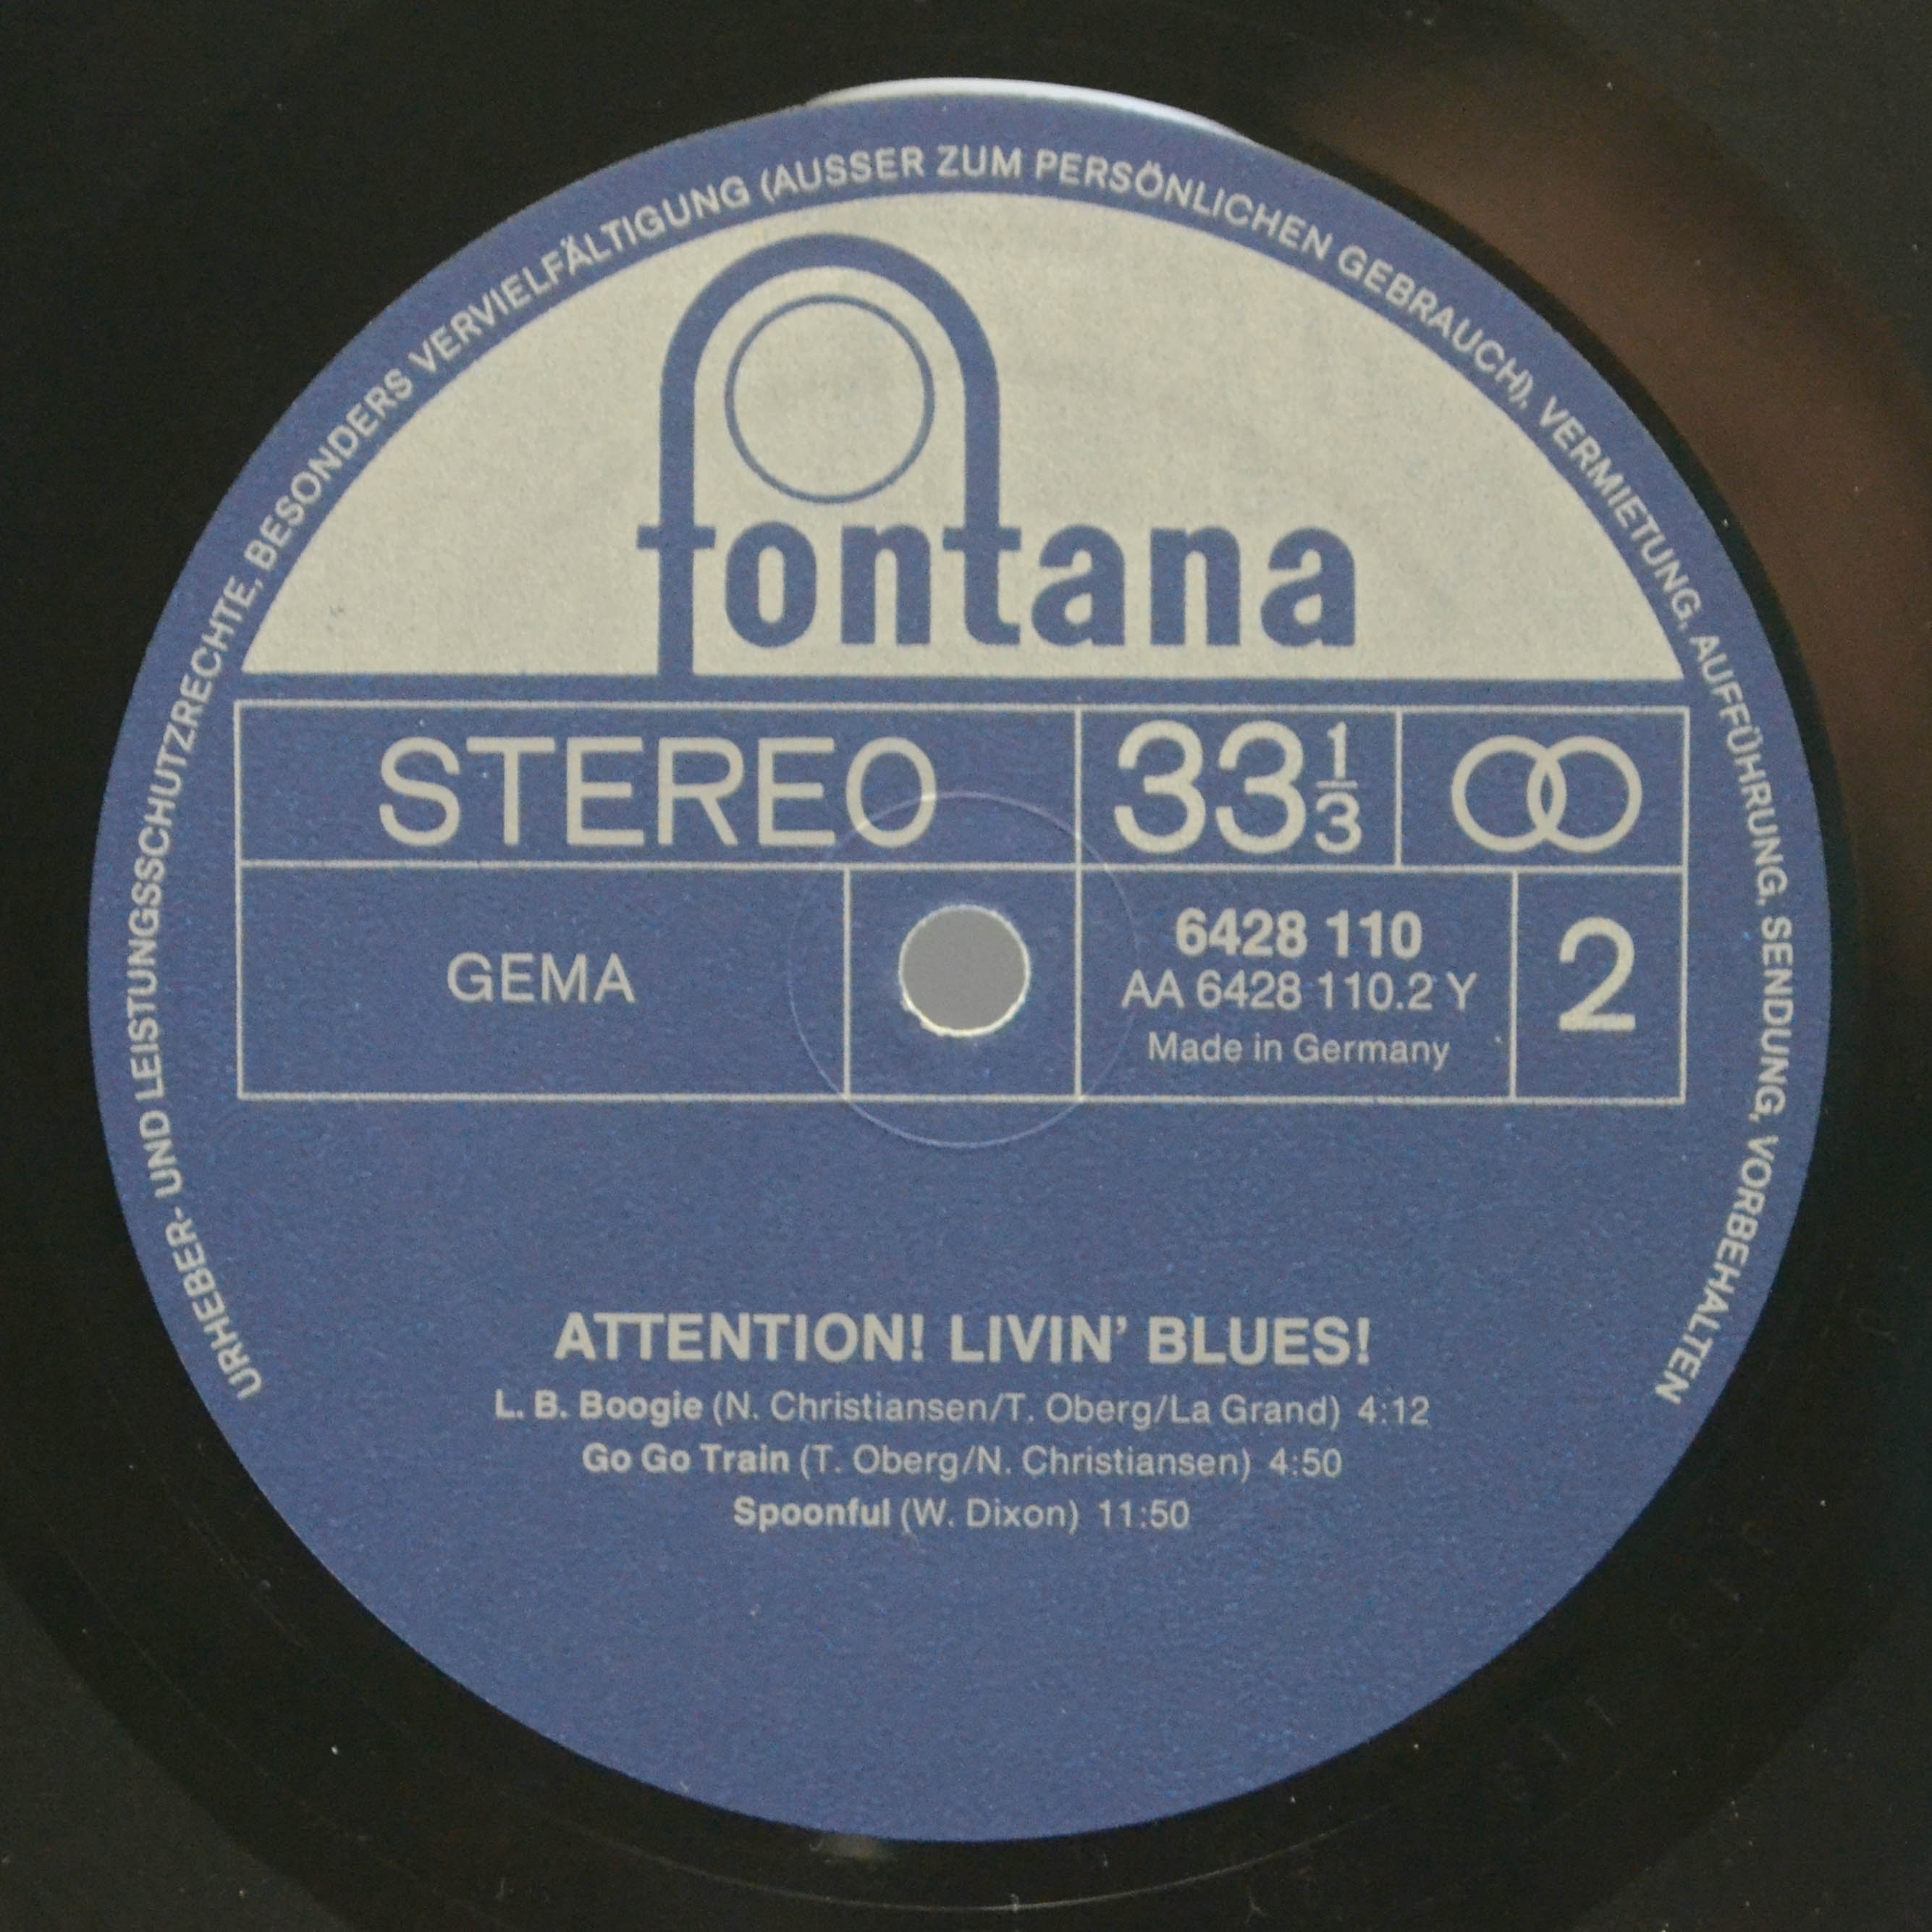 URHEBER- UND LEISTUNGSSCHUTZRECHTE, BESONDERS VERVIELFÄLTIGUNG (AUSSER ZUM PERSÖNLICHEN GEBRAUCH), VERMIETUNG, AUFFÜHRUNG, SENDUNG, VORBEHALTEN
fontana
STEREO 33 1/3
GEMA
6428 110
AA 6428 110.2 Y
Made in Germany
2
ATTENTION! LIVIN' BLUES!
L. B. Boogie (N. Christiansen/T. Oberg/La Grand) 4:12
Go Go Train (T. Oberg/N. Christiansen) 4:50
Spoonful (W. Dixon) 11:50